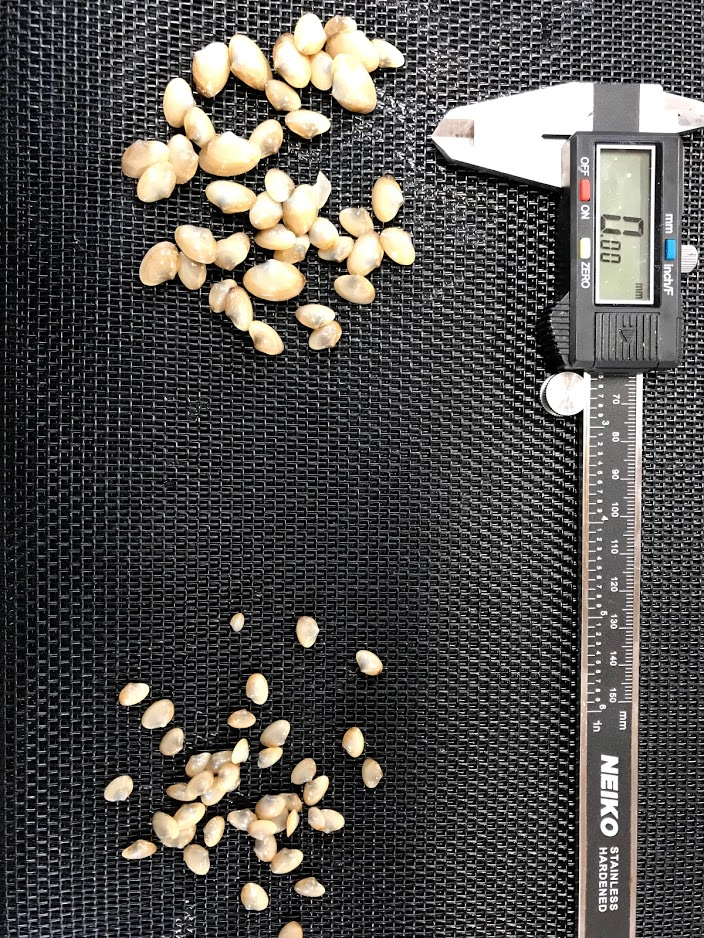 OFF
ON
ZERO
mm
Inch/F
0.00
mm
70
80
90
100
110
120
130
140
150
mm
3
4
5
6
in
NEIKO
STAINLESS
HARDENED